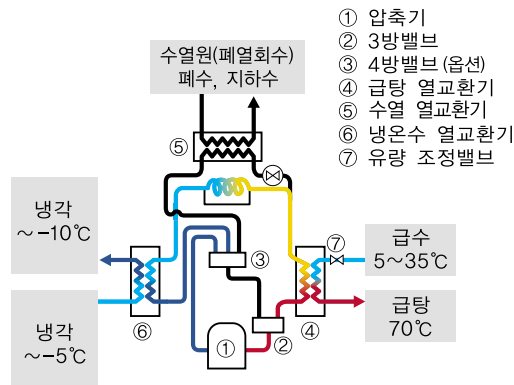 ① 압축기
② 3방밸브
③ 4방밸브 (옵션)
④ 급탕 열교환기
⑤ 수열 열교환기
⑥ 냉온수 열교환기
⑦ 유량 조정밸브
수열원(폐열회수)
폐수, 지하수
⑤
냉각
～-10℃
③
⑦
급수
5～35℃
냉각
～-5℃
⑥
①
②
④
급탕
70℃